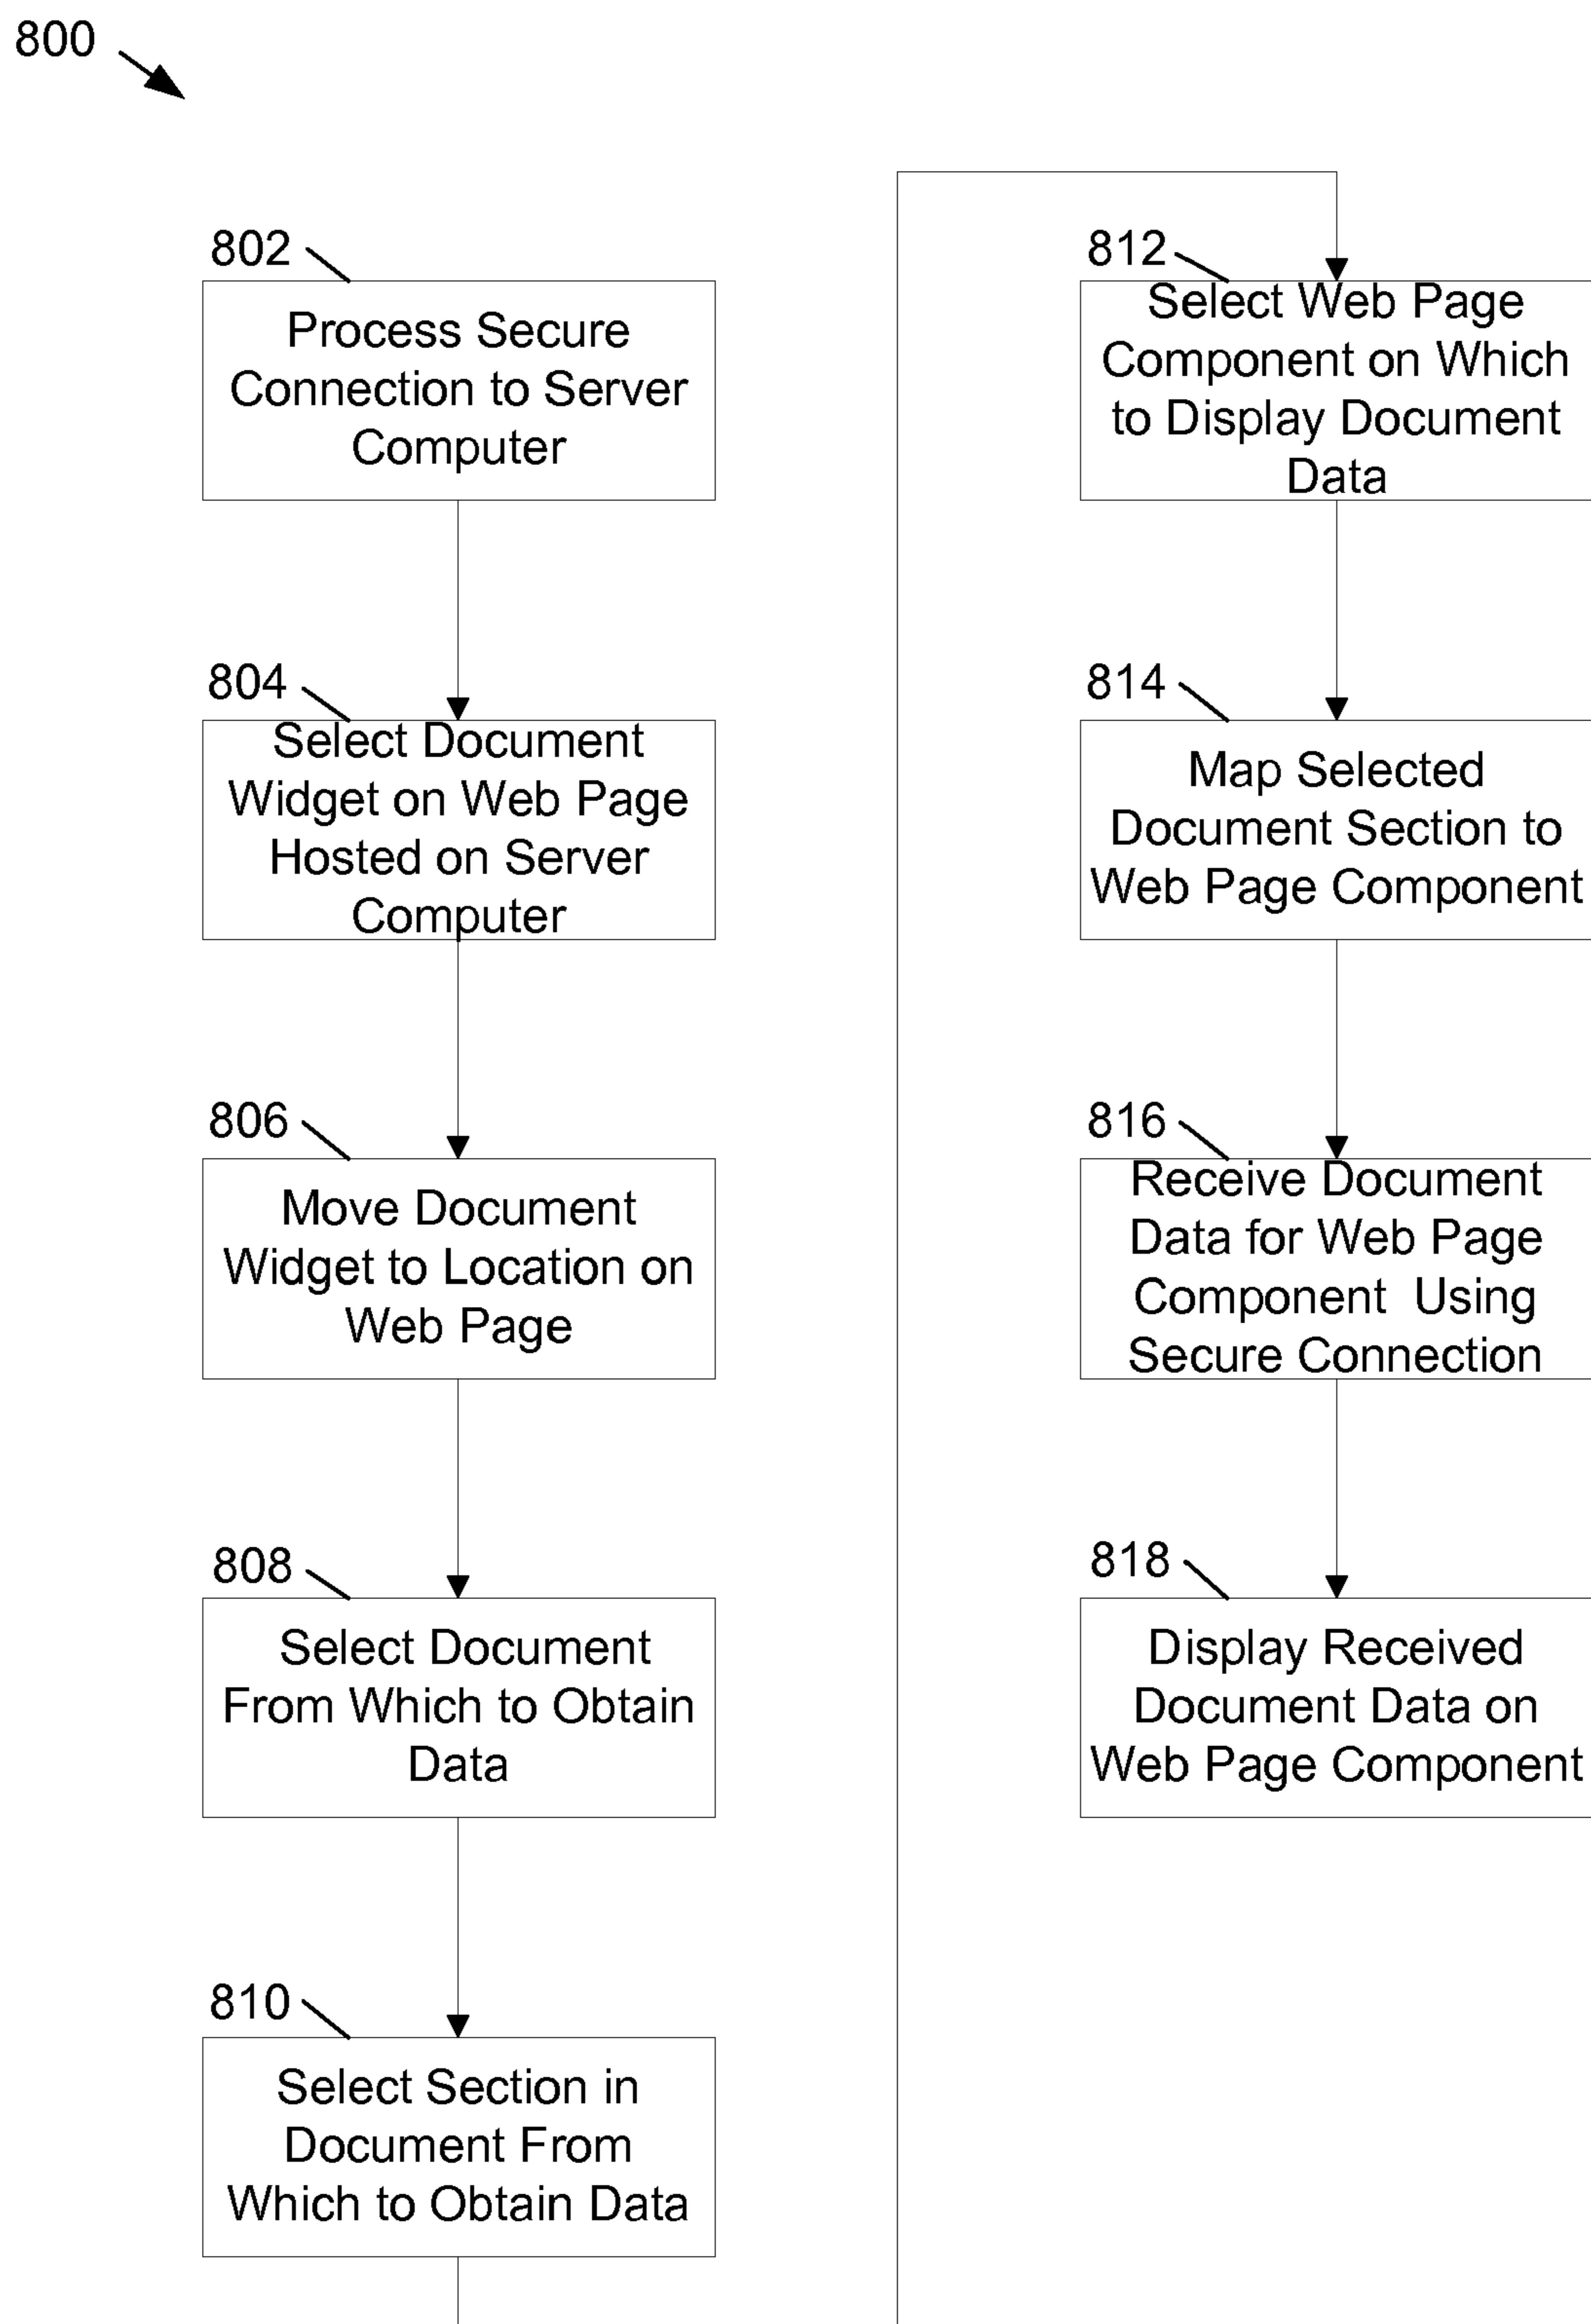 800
802
Process Secure
Connection to Server
Computer
804
Select Document
Widget on Web Page
Hosted on Server
Computer
806
Move Document
Widget to Location on
Web Page
808
Select Document
From Which to Obtain
Data
810
Select Section in
Document From
Which to Obtain Data
812
Select Web Page
Component on Which
to Display Document
Data
814
Map Selected
Document Section to
Web Page Component
816
Receive Document
Data for Web Page
Component  Using
Secure Connection
818
Display Received
Document Data on
Web Page Component